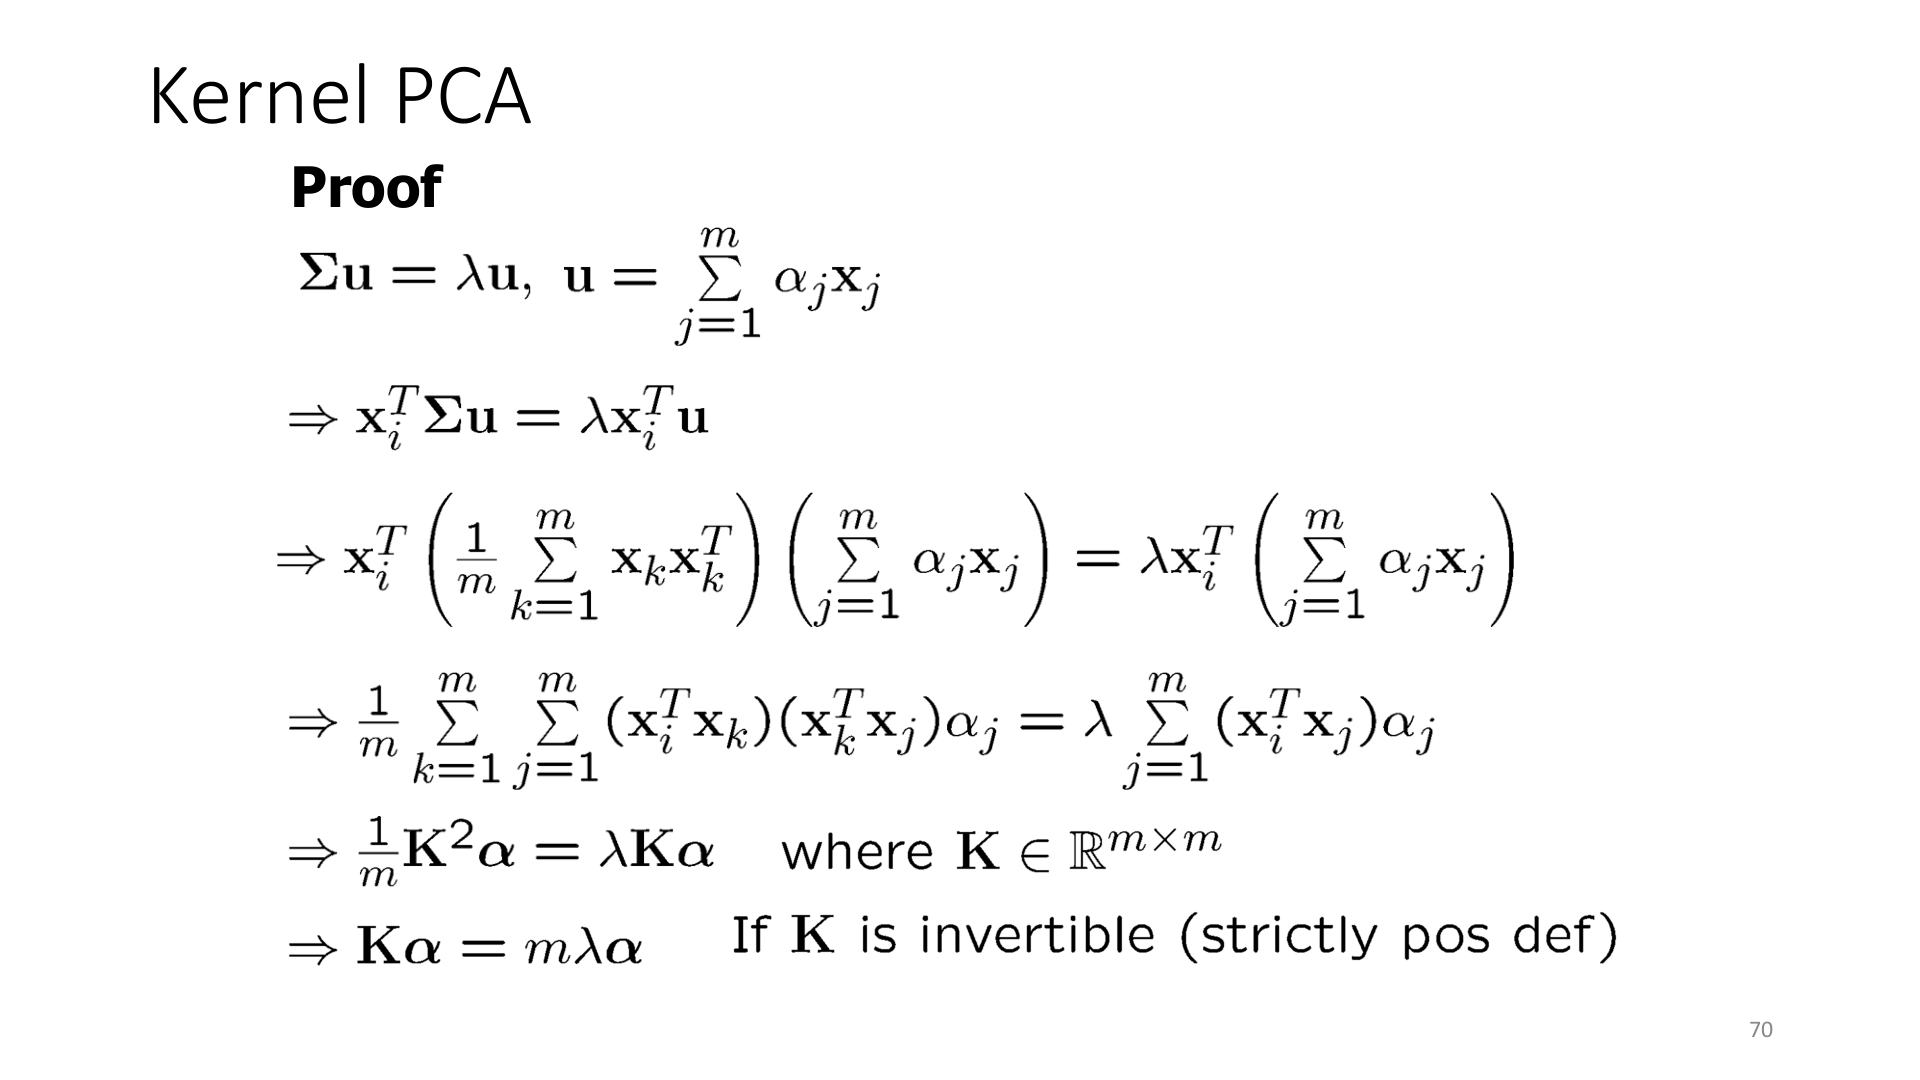 Kernel PCA
Proof
$\mathbf{\Sigma u} = \lambda \mathbf{u}, \ \mathbf{u} = \sum_{j=1}^{m} \alpha_j \mathbf{x}_j$
$\Rightarrow \mathbf{x}_i^T \mathbf{\Sigma u} = \lambda \mathbf{x}_i^T \mathbf{u}$
$\Rightarrow \mathbf{x}_i^T \left( \frac{1}{m} \sum_{k=1}^{m} \mathbf{x}_k \mathbf{x}_k^T \right) \left( \sum_{j=1}^{m} \alpha_j \mathbf{x}_j \right) = \lambda \mathbf{x}_i^T \left( \sum_{j=1}^{m} \alpha_j \mathbf{x}_j \right)$
$\Rightarrow \frac{1}{m} \sum_{k=1}^{m} \sum_{j=1}^{m} (\mathbf{x}_i^T \mathbf{x}_k)(\mathbf{x}_k^T \mathbf{x}_j) \alpha_j = \lambda \sum_{j=1}^{m} (\mathbf{x}_i^T \mathbf{x}_j) \alpha_j$
$\Rightarrow \frac{1}{m} \mathbf{K}^2 \boldsymbol{\alpha} = \lambda \mathbf{K} \boldsymbol{\alpha}$ where $\mathbf{K} \in \mathbb{R}^{m \times m}$
$\Rightarrow \mathbf{K} \boldsymbol{\alpha} = m \lambda \boldsymbol{\alpha}$ If $\mathbf{K}$ is invertible (strictly pos def)
70